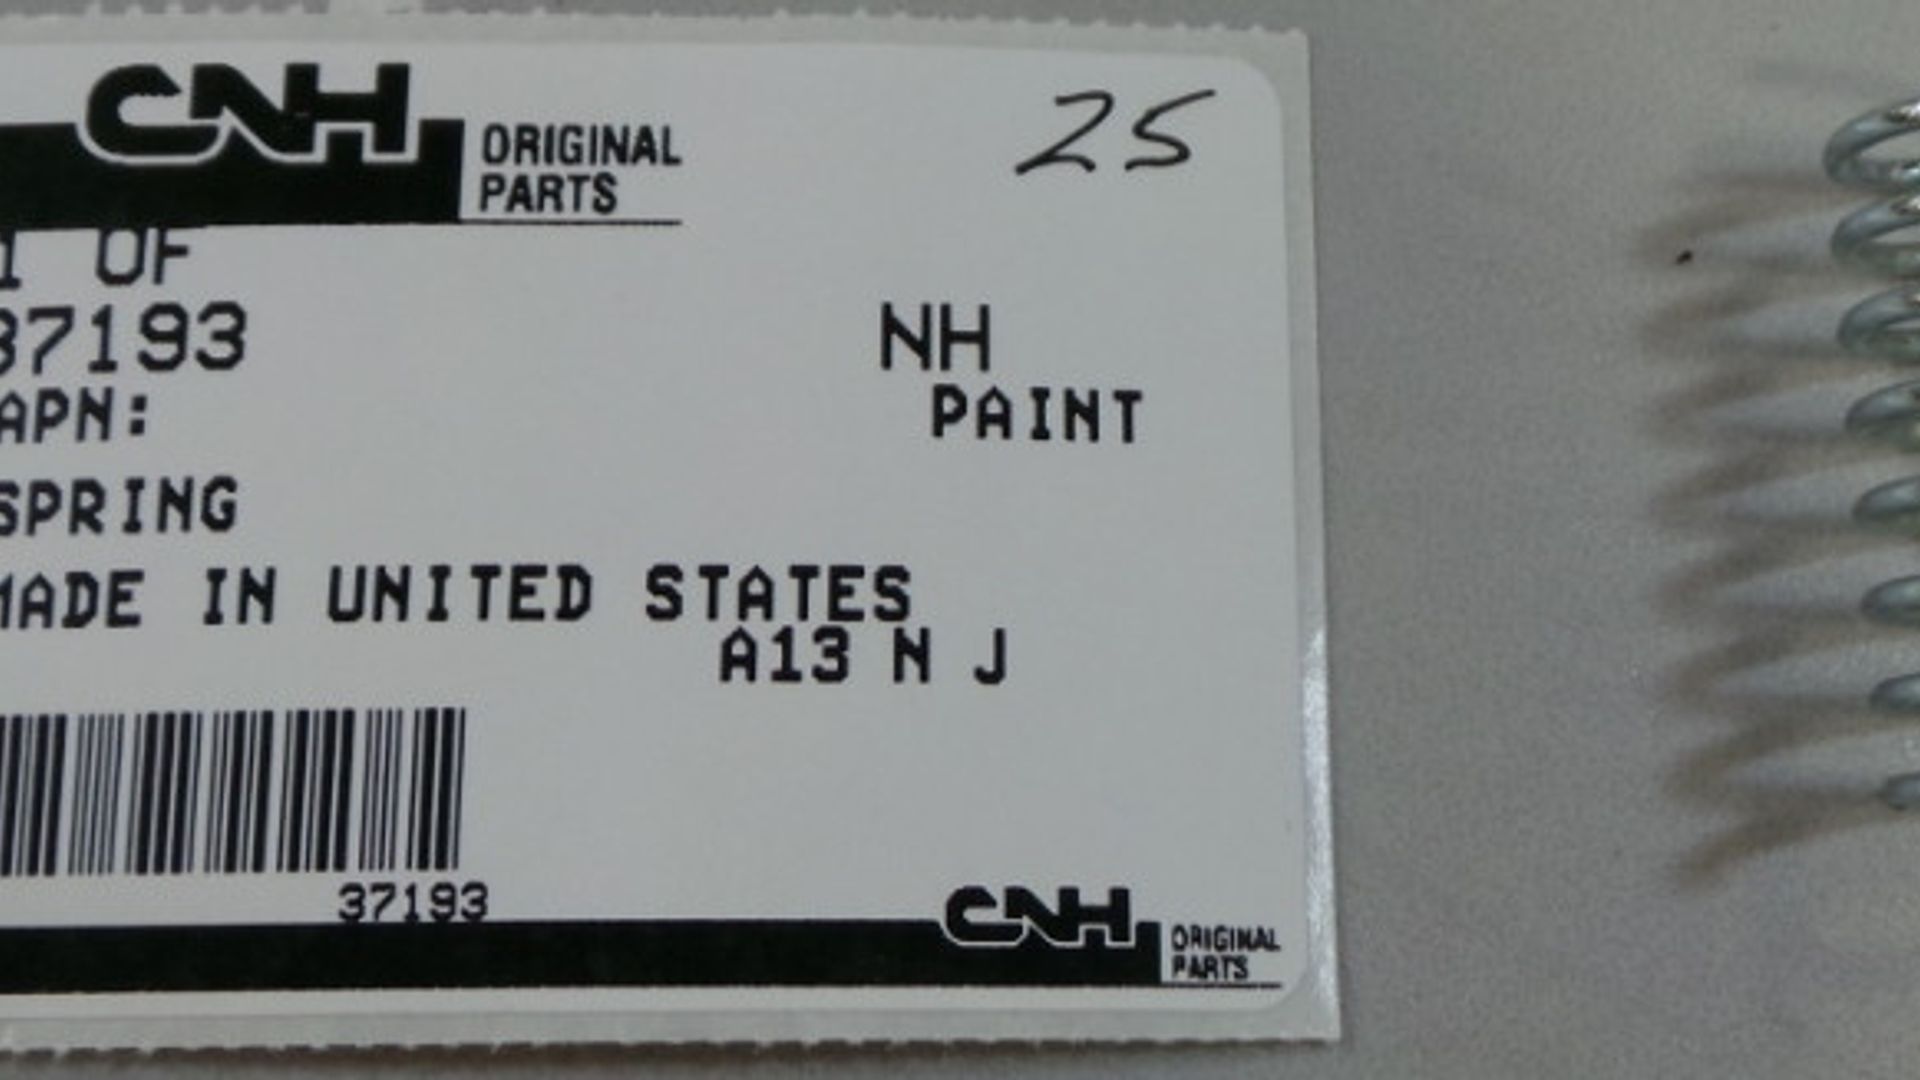 CNH ORIGINAL PARTS
25
1 OF
37193 NH
APN: PAINT
SPRING
MADE IN UNITED STATES
A13 N J
37193
CNH ORIGINAL PARTS